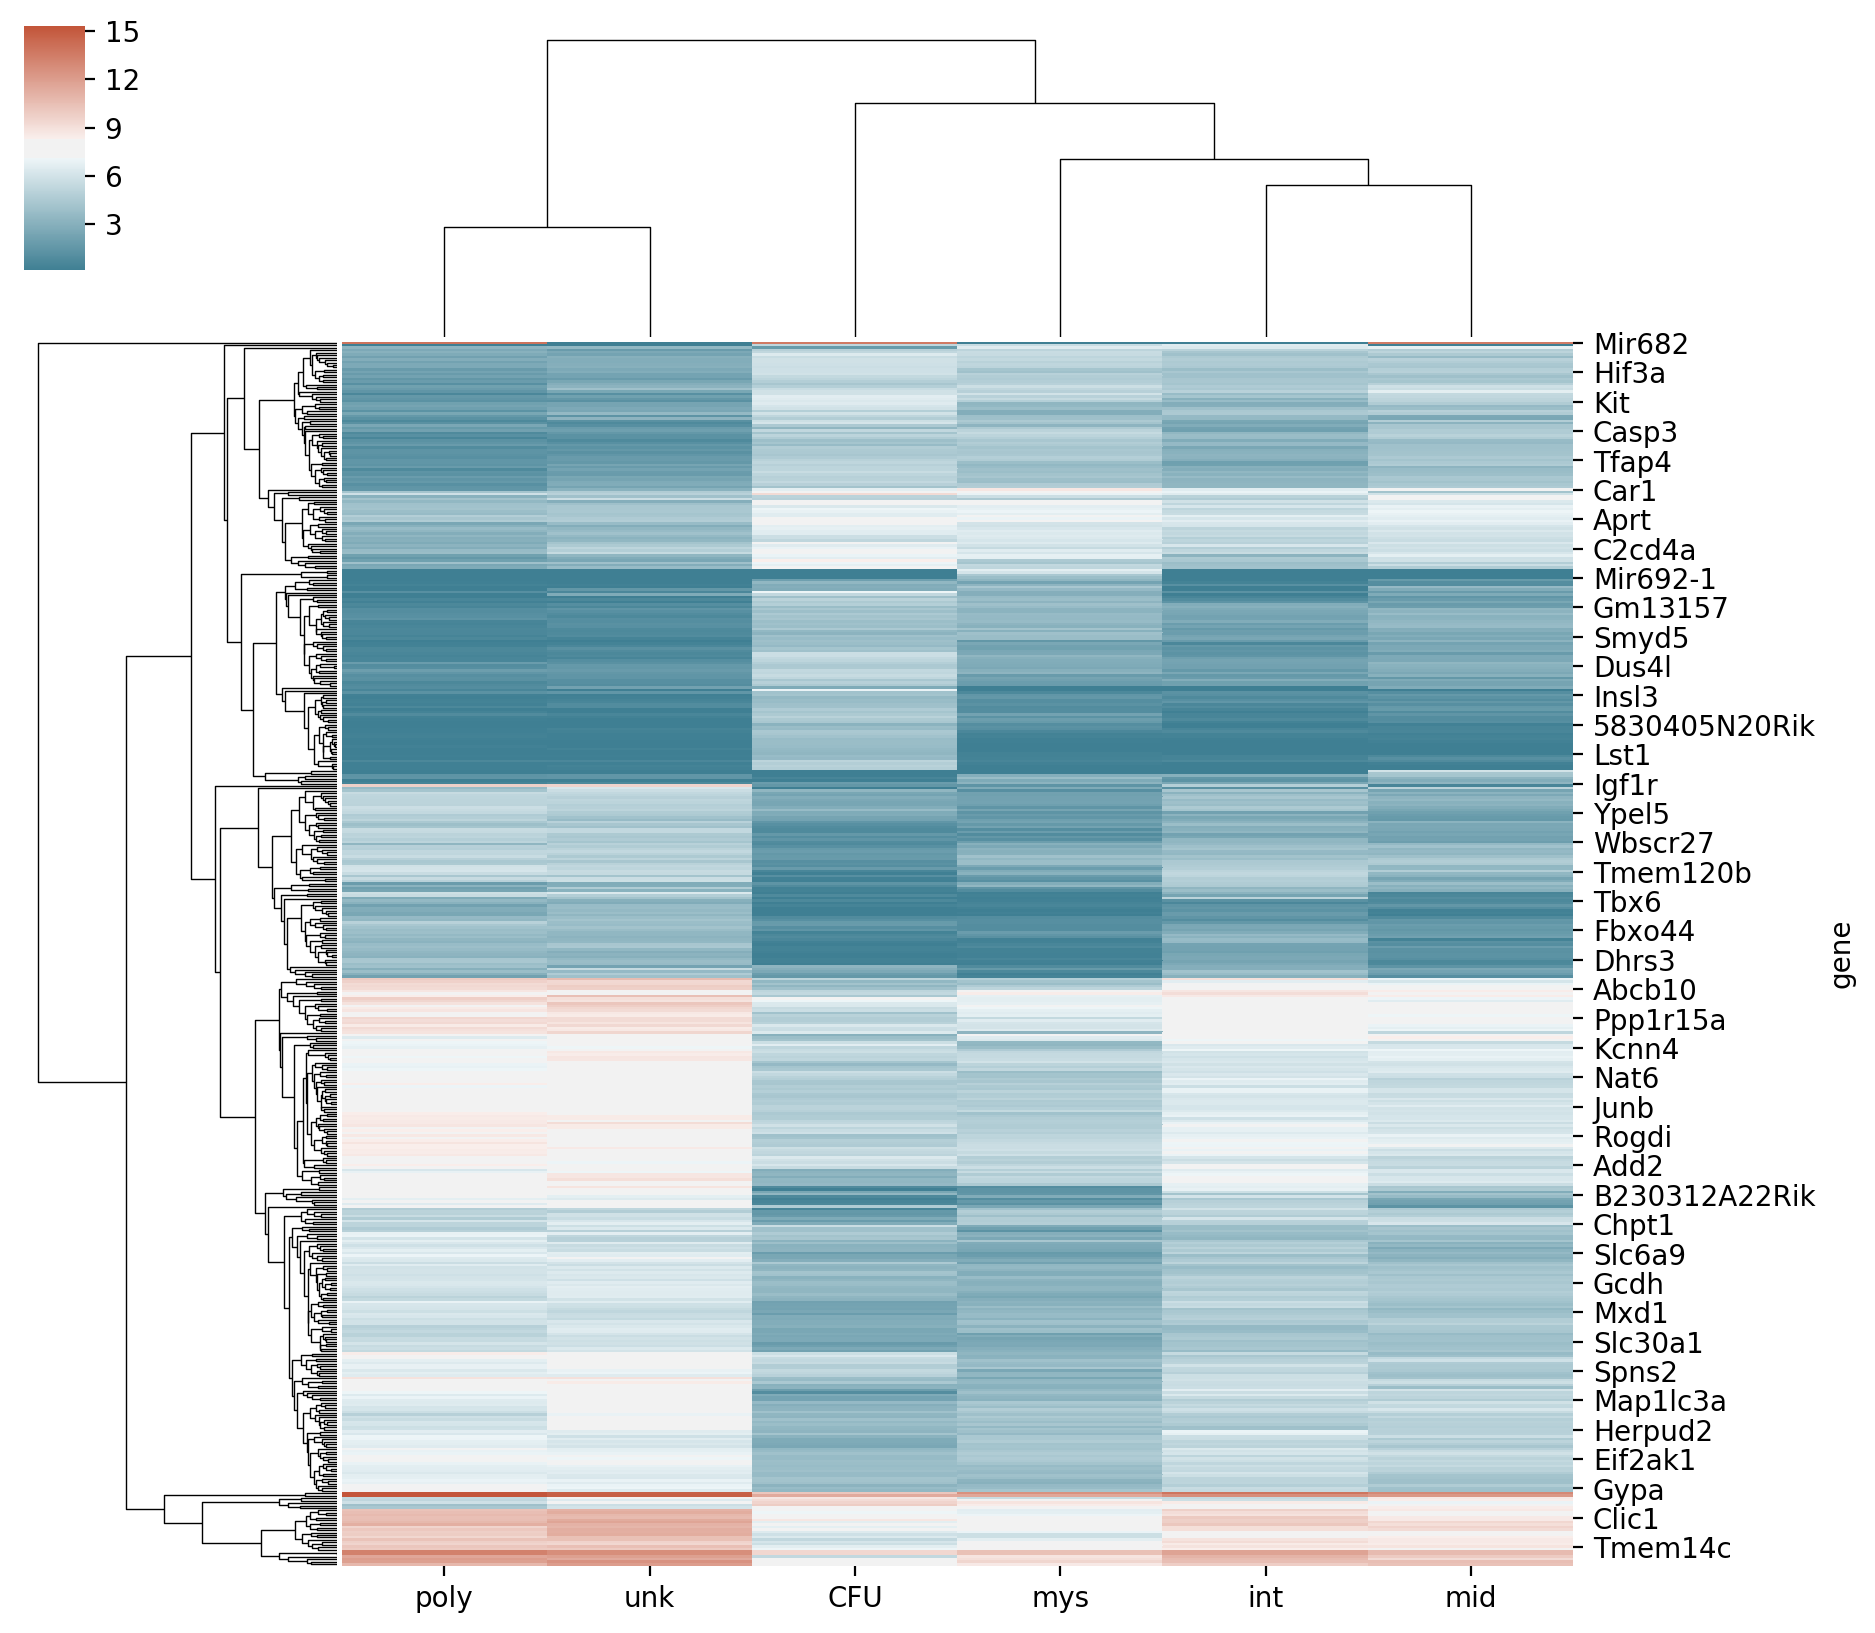 15
12
9
6
3
Mir682
Hif3a
Kit
Casp3
Tfap4
Car1
Aprt
C2cd4a
Mir692-1
Gm13157
Smyd5
Dus4l
Insl3
5830405N20Rik
Lst1
Igf1r
Ypel5
Wbscr27
Tmem120b
Tbx6
Fbxo44
Dhrs3
Abcb10
Ppp1r15a
Kcnn4
Nat6
Junb
Rogdi
Add2
B230312A22Rik
Chpt1
Slc6a9
Gcdh
Mxd1
Slc30a1
Spns2
Map1lc3a
Herpud2
Eif2ak1
Gypa
Clic1
Tmem14c
gene
poly unk CFU mys int mid